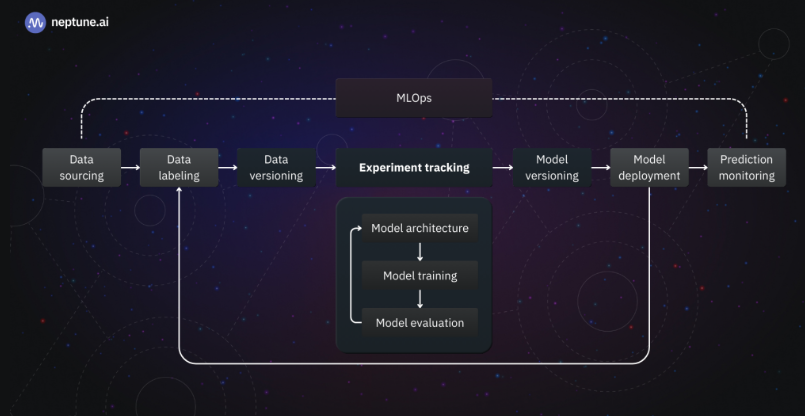 neptune.ai
MLOps
Data
sourcing
Data
labeling
Data
versioning
Experiment tracking
Model
versioning
Model
deployment
Prediction
monitoring
Model architecture
Model training
Model evaluation